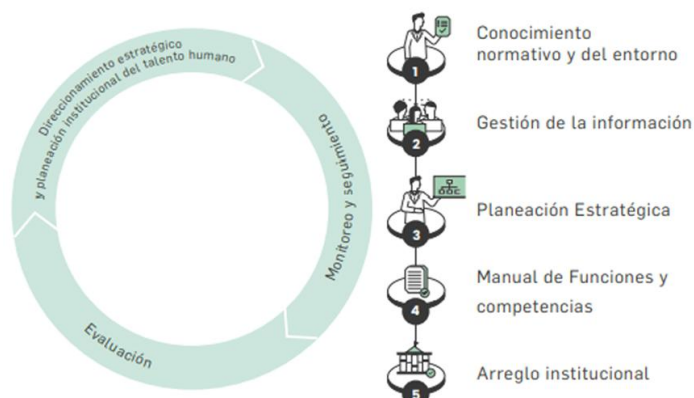 Direccionamiento estratégico
y planeación institucional del talento humano
Monitoreo y seguimiento
Evaluación
1
Conocimiento
normativo y del entorno
2
Gestión de la información
3
Planeación Estratégica
4
Manual de Funciones y
competencias
5
Arreglo institucional